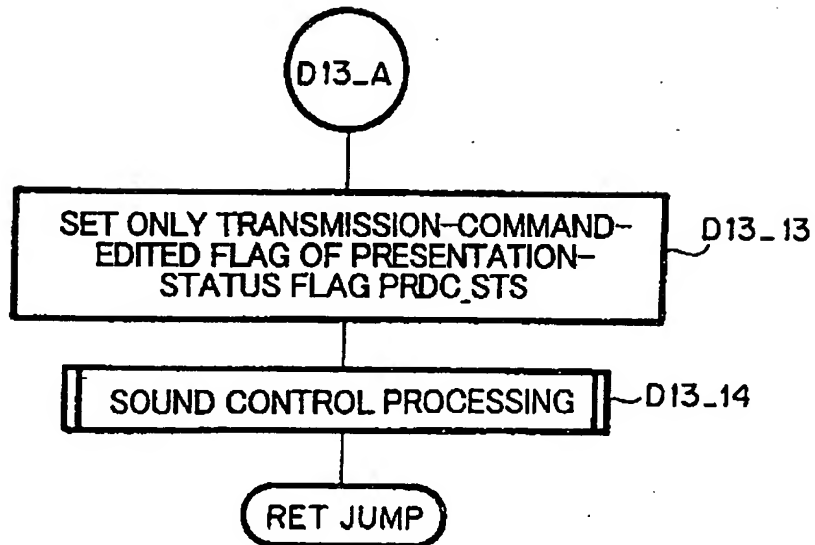 D13_A
SET ONLY TRANSMISSION-COMMAND-
EDITED FLAG OF PRESENTATION-
STATUS FLAG PRDC_STS
D13_13
SOUND CONTROL PROCESSING
D13_14
RET JUMP